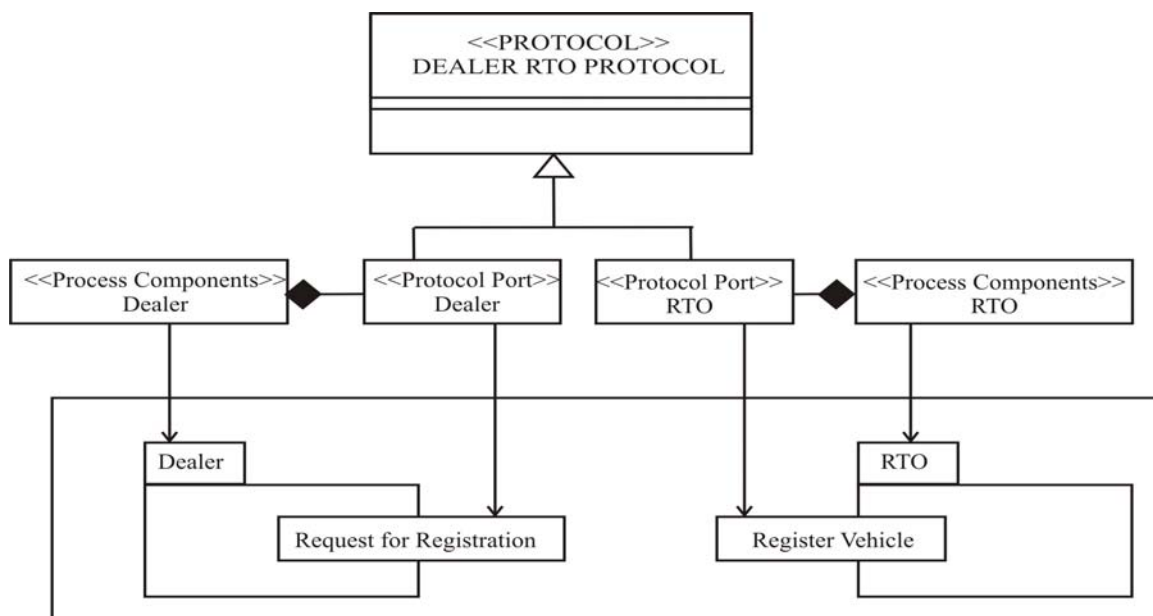 <<PROTOCOL>>
DEALER RTO PROTOCOL
<<Process Components>>
Dealer
<<Protocol Port>>
Dealer
<<Protocol Port>>
RTO
<<Process Components>>
RTO
Dealer
RTO
Request for Registration
Register Vehicle